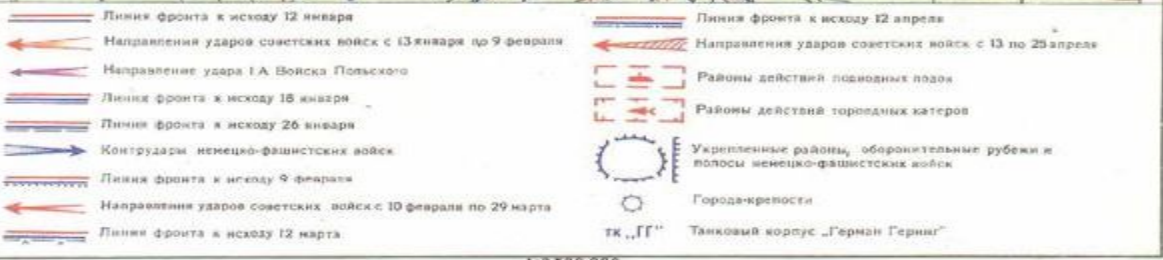 Линия фронта к исходу 12 января
Направления ударов советских войск с 13 января по 9 февраля
Направление удара 1 А Войска Польского
Линия фронта к исходу 18 января
Линия фронта к исходу 26 января
Контрудары немецко-фашистских войск
Линия фронта к исходу 9 февраля
Направления ударов советских войск с 10 февраля по 29 марта
Линия фронта к исходу 12 марта
Линия фронта к исходу 12 апреля
Направления ударов советских войск с 13 по 25 апреля
Районы действий подводных лодок
Районы действий торпедных катеров
Укрепленные районы, оборонительные рубежи и
полосы немецко-фашистских войск
Города-крепости
ТК „ГГ" Танковый корпус „Герман Геринг"